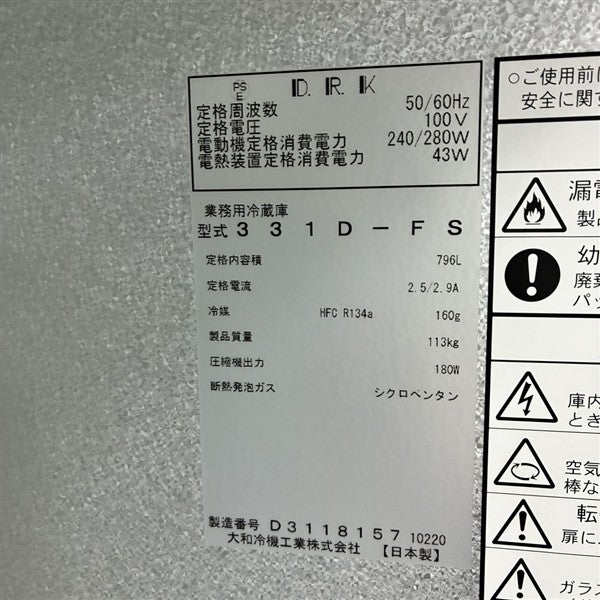 PS
E
D.R.K
定格周波数 50/60Hz
定格電圧 100V
電動機定格消費電力 240/280W
電熱装置定格消費電力 43W
業務用冷蔵庫
型式 331D-FS
定格内容積 796L
定格電流 2.5/2.9A
冷媒 HFC R134a 160g
製品質量 113kg
圧縮機出力 180W
断熱発泡ガス シクロペンタン
製造番号 D3118157 10220
大和冷機工業株式会社 【日本製】
○ご使用前に
安全に関す
漏電
製品
幼
廃棄
パッ
庫内
とき
空気
棒な
転
扉に
ガラス